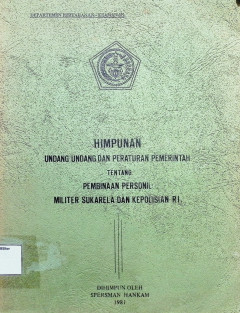 DEPARTEMEN PERTAHANAN-KEAMANAN
HIMPUNAN
UNDANG UNDANG DAN PERATURAN PEMERINTAH
TENTANG
PEMBINAAN PERSONIL
MILITER SUKARELA DAN KEPOLISIAN RI.
DIHIMPUN OLEH
SPERSMAN HANKAM
1981